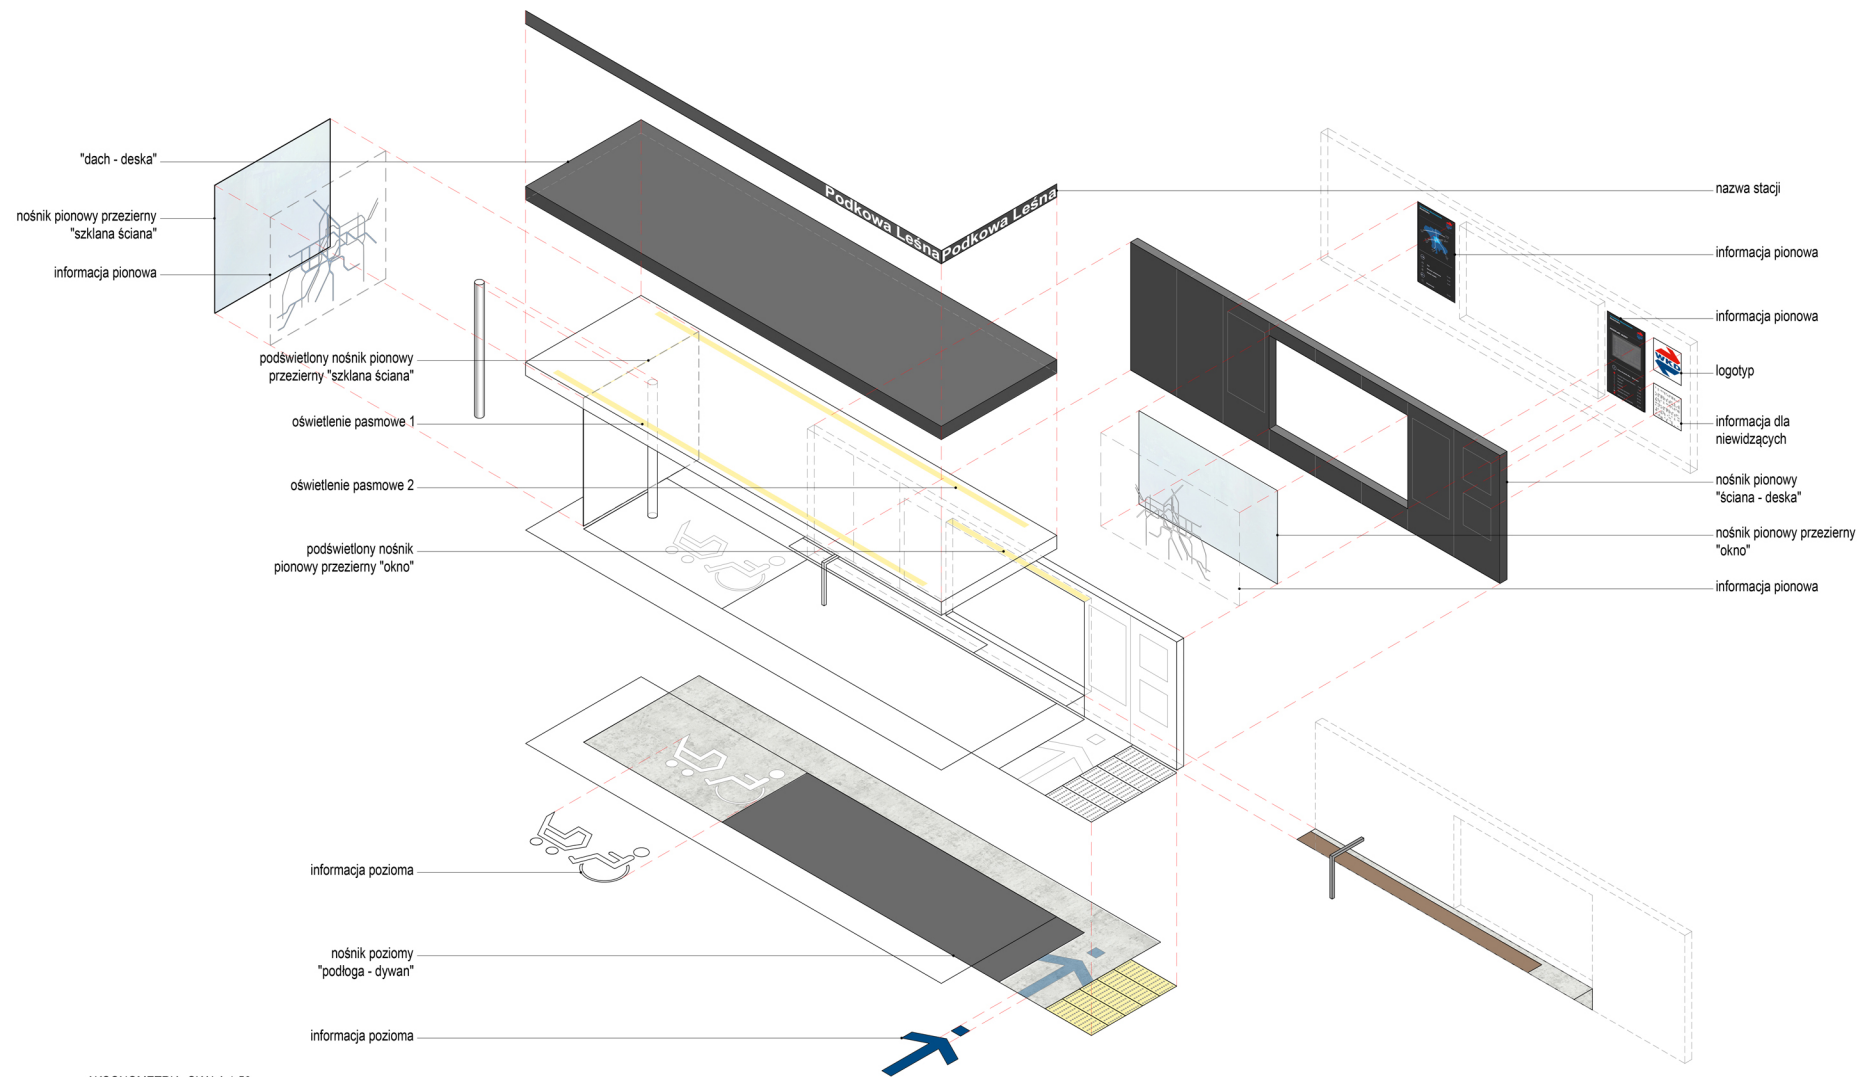 "dach - deska"
nośnik pionowy przezierny
"szklana ściana"
informacja pionowa
podświetlony nośnik pionowy
przezierny "szklana ściana"
oświetlenie pasmowe 1
oświetlenie pasmowe 2
podświetlony nośnik
pionowy przezierny "okno"
informacja pozioma
nośnik poziomy
"podłoga - dywan"
informacja pozioma
Podkowa Leśna
Podkowa Leśna
nazwa stacji
informacja pionowa
informacja pionowa
WKD
logotyp
informacja dla
niewidzących
nośnik pionowy
"ściana - deska"
nośnik pionowy przezierny
"okno"
informacja pionowa